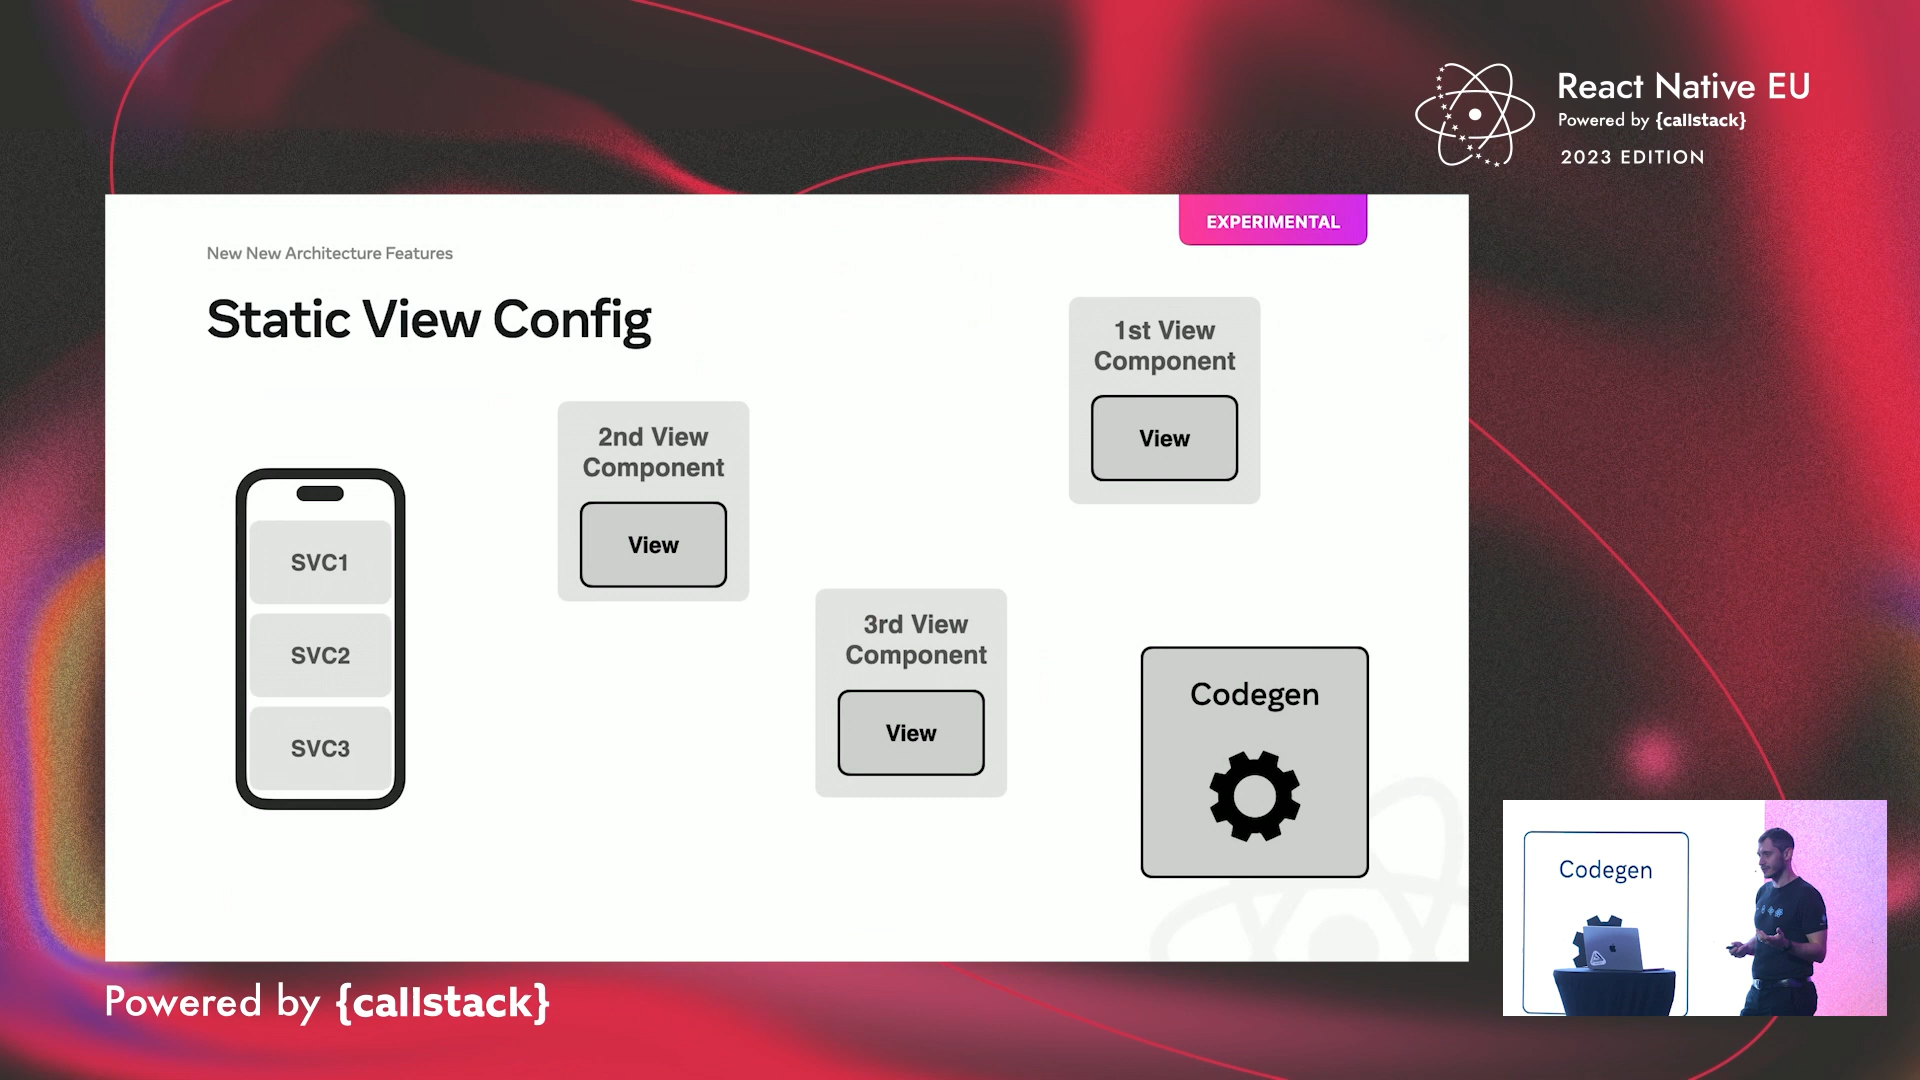 React Native EU
Powered by {callstack}
2023 EDITION
EXPERIMENTAL
New New Architecture Features
Static View Config
1st View
Component
View
2nd View
Component
View
3rd View
Component
View
SVC1
SVC2
SVC3
Codegen
Codegen
Powered by {callstack}